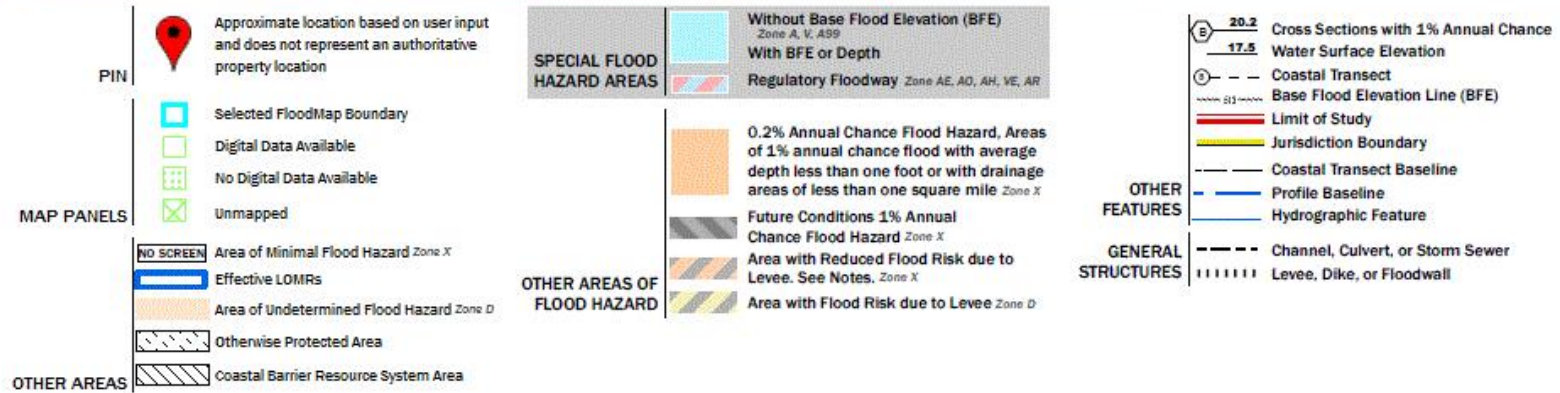 PIN
Approximate location based on user input
and does not represent an authoritative
property location
MAP PANELS
Selected FloodMap Boundary
Digital Data Available
No Digital Data Available
Unmapped
OTHER AREAS
NO SCREEN Area of Minimal Flood Hazard Zone X
Effective LOMRs
Area of Undetermined Flood Hazard Zone D
Otherwise Protected Area
Coastal Barrier Resource System Area
SPECIAL FLOOD
HAZARD AREAS
Without Base Flood Elevation (BFE)
Zone A, V, A99
With BFE or Depth
Regulatory Floodway Zone AE, AO, AH, VE, AR
OTHER AREAS OF
FLOOD HAZARD
0.2% Annual Chance Flood Hazard, Areas
of 1% annual chance flood with average
depth less than one foot or with drainage
areas of less than one square mile Zone X
Future Conditions 1% Annual
Chance Flood Hazard Zone X
Area with Reduced Flood Risk due to
Levee. See Notes. Zone X
Area with Flood Risk due to Levee Zone D
OTHER
FEATURES
B 20.2 Cross Sections with 1% Annual Chance
17.5 Water Surface Elevation
Coastal Transect
Base Flood Elevation Line (BFE)
Limit of Study
Jurisdiction Boundary
Coastal Transect Baseline
Profile Baseline
Hydrographic Feature
GENERAL
STRUCTURES
Channel, Culvert, or Storm Sewer
Levee, Dike, or Floodwall